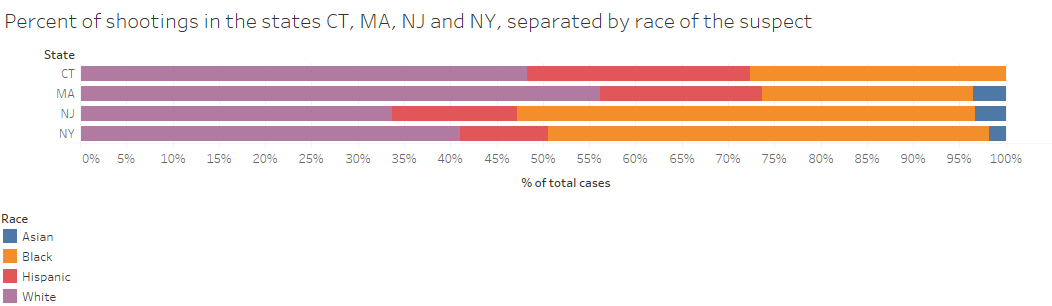 Percent of shootings in the states CT, MA, NJ and NY, separated by race of the suspect
State
CT
MA
NJ
NY
0% 5% 10% 15% 20% 25% 30% 35% 40% 45% 50% 55% 60% 65% 70% 75% 80% 85% 90% 95% 100%
% of total cases
Race
Asian
Black
Hispanic
White